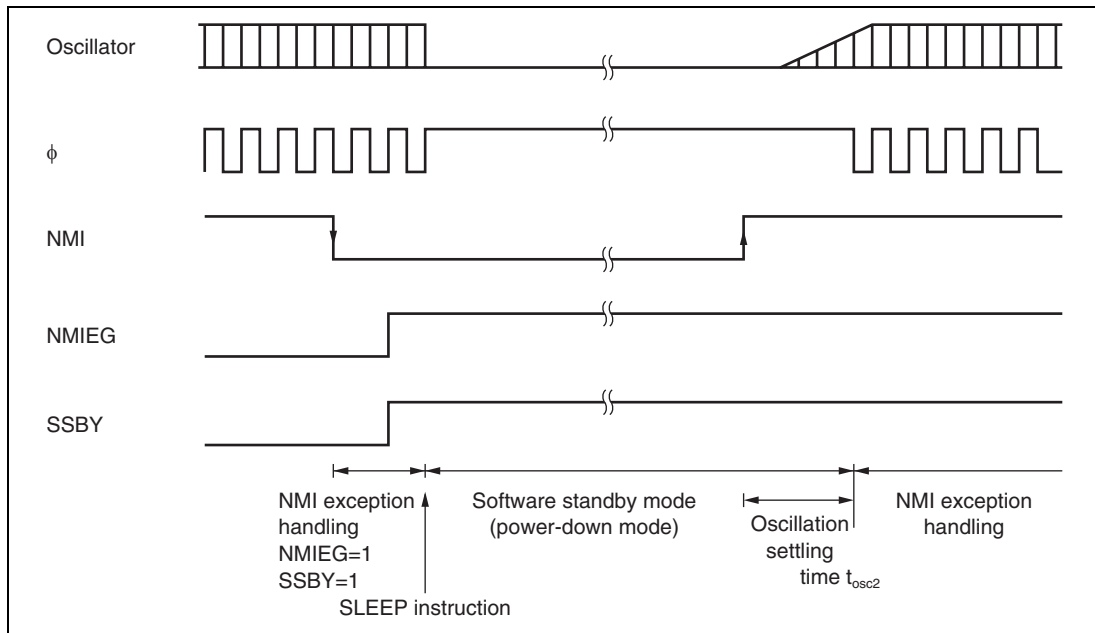 Oscillator
φ
NMI
NMIEG
SSBY
NMI exception
handling
NMIEG=1
SSBY=1
SLEEP instruction
Software standby mode
(power-down mode)
Oscillation
settling
time tosc2
NMI exception
handling